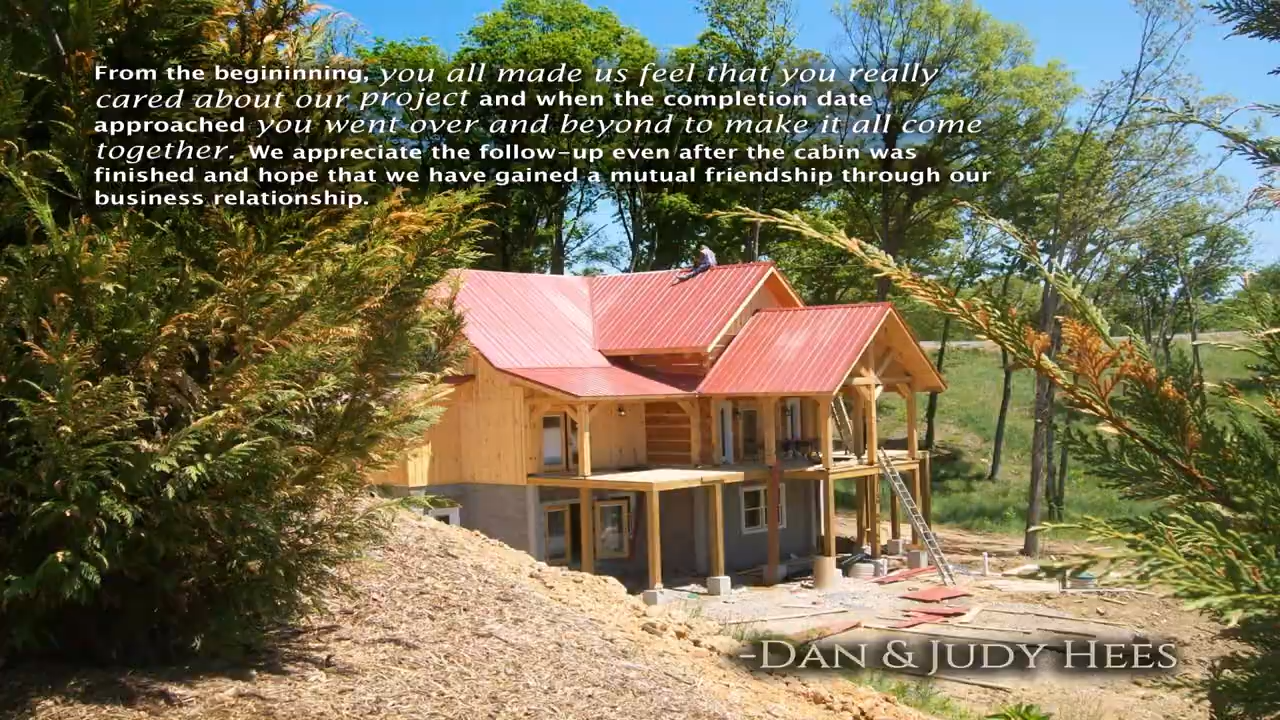 From the begininning, you all made us feel that you really
cared about our project and when the completion date
approached you went over and beyond to make it all come
together. We appreciate the follow-up even after the cabin was
finished and hope that we have gained a mutual friendship through our
business relationship.
-Dan & Judy Hees